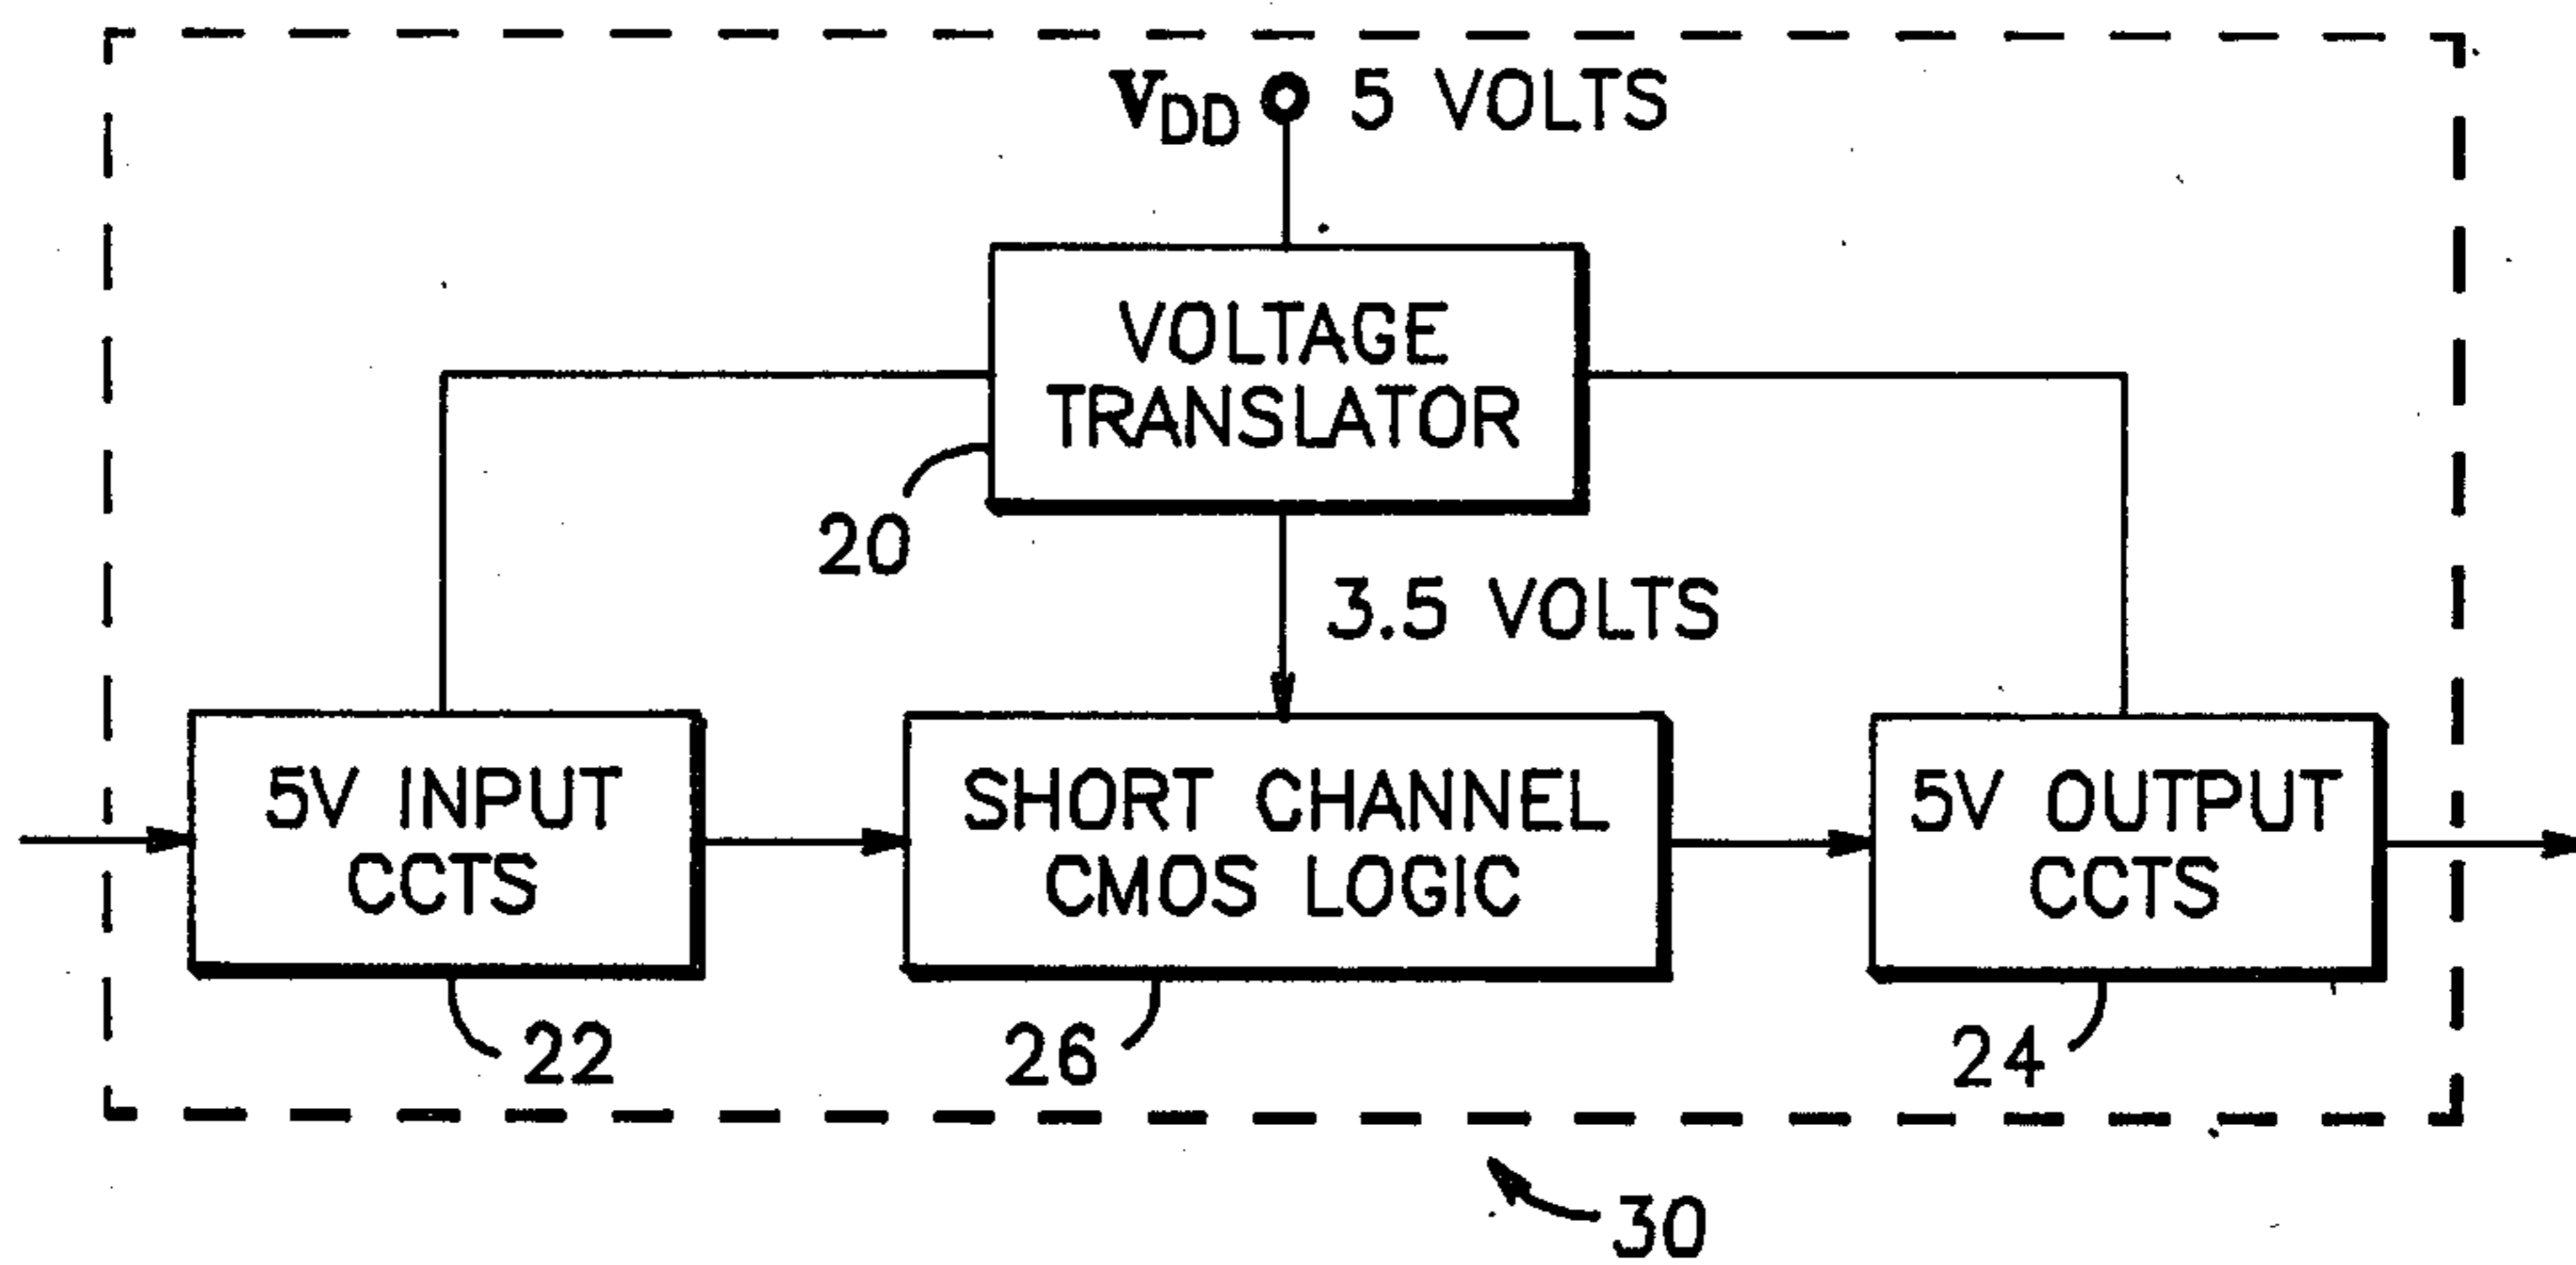 VDD 5 VOLTS
VOLTAGE
TRANSLATOR
20
3.5 VOLTS
5V INPUT
CCTS
SHORT CHANNEL
CMOS LOGIC
5V OUTPUT
CCTS
22
26
24
30